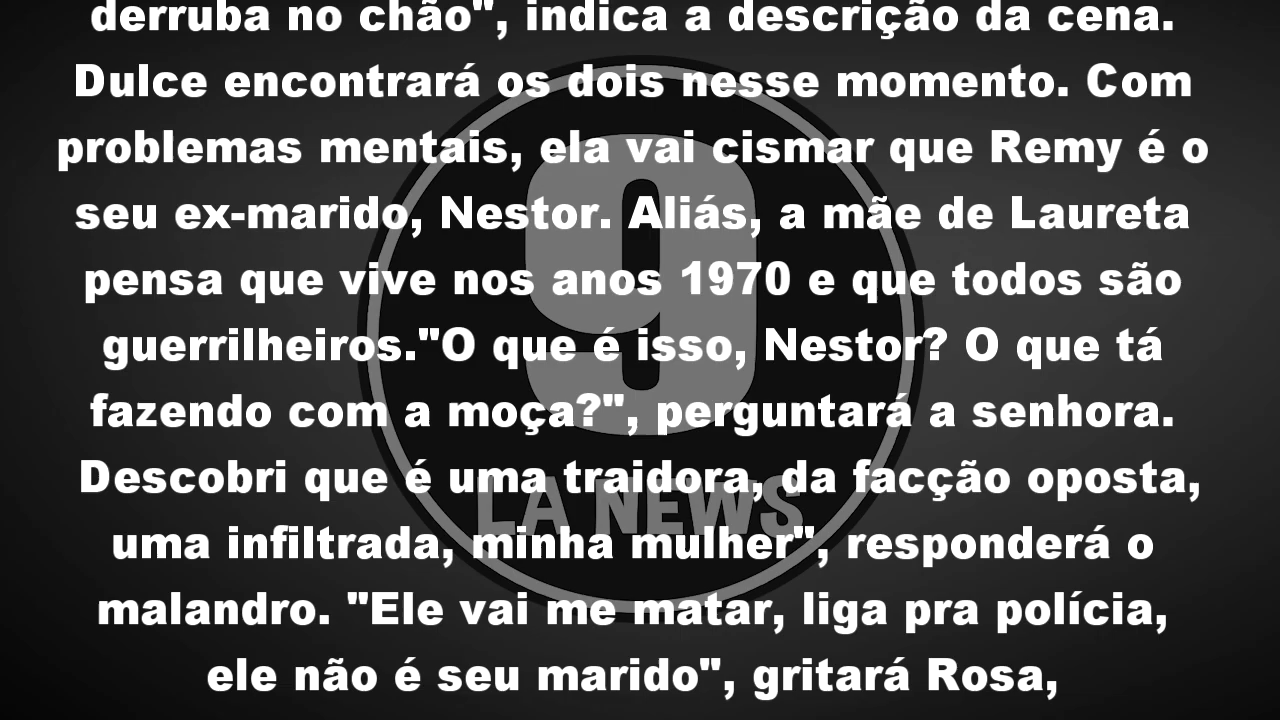 derruba no chão", indica a descrição da cena.
Dulce encontrará os dois nesse momento. Com
problemas mentais, ela vai cismar que Remy é o
seu ex-marido, Nestor. Aliás, a mãe de Laureta
pensa que vive nos anos 1970 e que todos são
guerrilheiros."O que é isso, Nestor? O que tá
fazendo com a moça?", perguntará a senhora.
Descobri que é uma traidora, da facção oposta,
uma infiltrada, minha mulher", responderá o
malandro. "Ele vai me matar, liga pra polícia,
ele não é seu marido", gritará Rosa,
9
LA NEWS